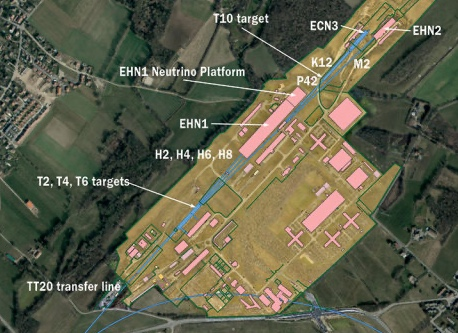 T10 target
ECN3
EHN2
K12
M2
EHN1 Neutrino Platform
P42
EHN1
H2, H4, H6, H8
T2, T4, T6 targets
TT20 transfer line